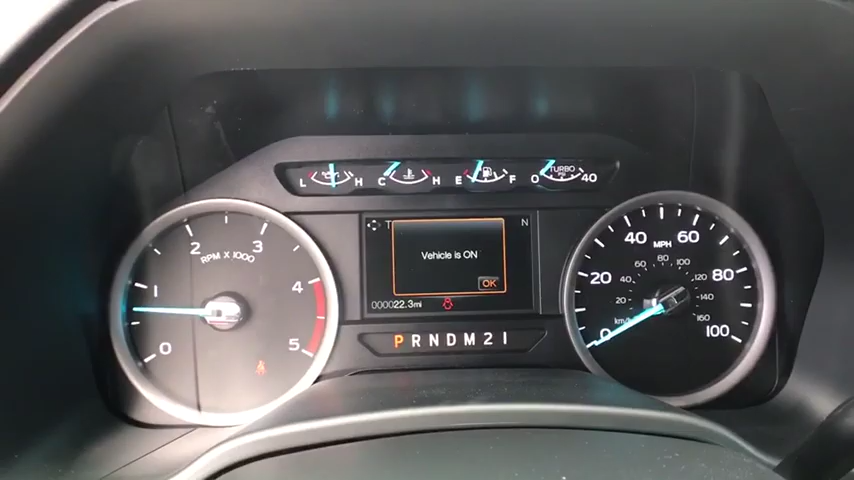 L H C H E F 0 TURBO 40
T N
Vehicle is ON
OK
000022.3mi
P R N D M 2 1
0 1 2 3 4 5
RPM X 1000
0 20 40 60 80 100
MPH
20 40 60 80 100 120 140 160
km/h